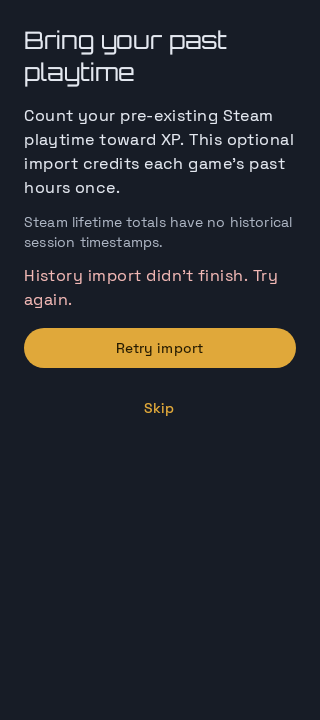 Bring your past
playtime
Count your pre-existing Steam
playtime toward XP. This optional
import credits each game's past
hours once.
Steam lifetime totals have no historical
session timestamps.
History import didn't finish. Try
again.
Retry import
Skip